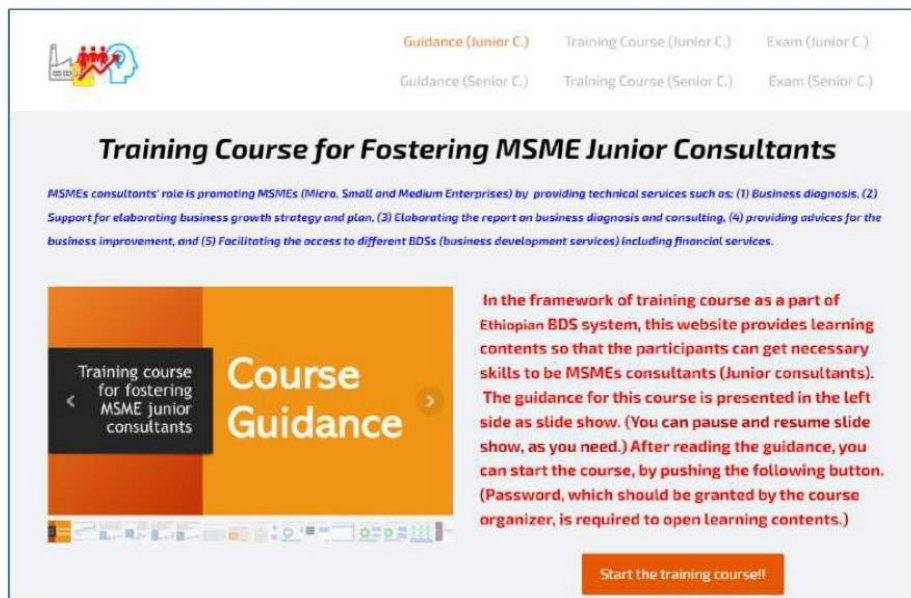 Guidance (Junior C.) Training Course (Junior C.) Exam (Junior C.)
Guidance (Senior C.) Training Course (Senior C.) Exam (Senior C.)
Training Course for Fostering MSME Junior Consultants
MSMEs consultants' role is promoting MSMEs (Micro, Small and Medium Enterprises) by providing technical services such as: (1) Business diagnosis, (2)
Support for elaborating business growth strategy and plan, (3) Elaborating the report on business diagnosis and consulting, (4) providing advices for the
business improvement, and (5) Facilitating the access to different BDSs (business development services) including financial services.
Training course
for fostering
MSME junior
consultants
Course
Guidance
In the framework of training course as a part of
Ethiopian BDS system, this website provides learning
contents so that the participants can get necessary
skills to be MSMEs consultants (Junior consultants).
The guidance for this course is presented in the left
side as slide show. (You can pause and resume slide
show, as you need.) After reading the guidance, you
can start the course, by pushing the following button.
(Password, which should be granted by the course
organizer, is required to open learning contents.)
Start the training course!!